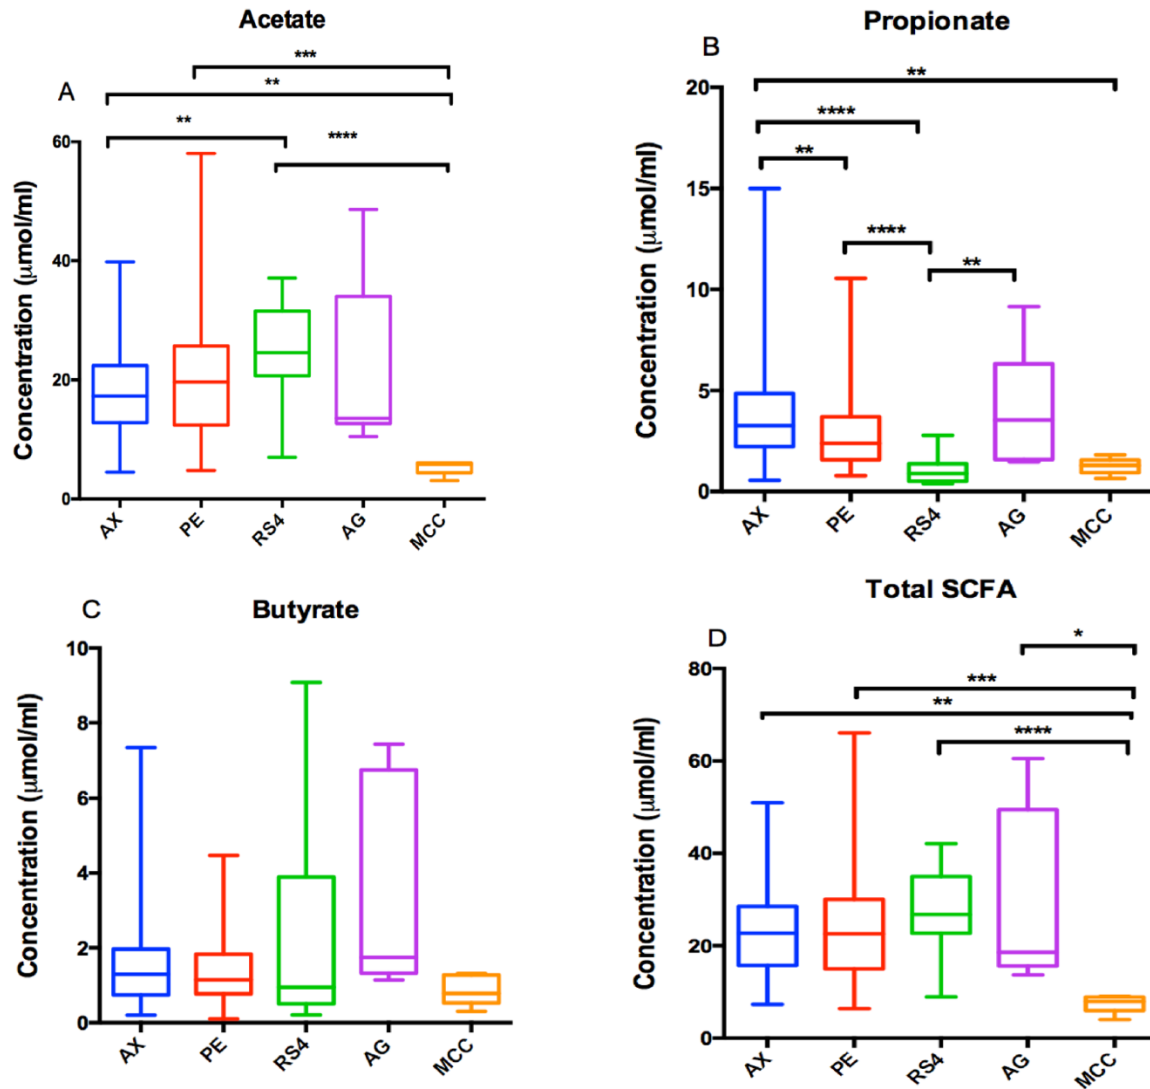 Acetate
A
***
**
**
****
Concentration (μmol/ml)
60
40
20
0
AX
PE
RS4
AG
MCC
Propionate
B
**
****
**
****
**
Concentration (μmol/ml)
20
15
10
5
0
AX
PE
RS4
AG
MCC
C
Butyrate
Concentration (μmol/ml)
10
8
6
4
2
0
AX
PE
RS4
AG
MCC
Total SCFA
D
*
***
**
****
Concentration (μmol/ml)
80
60
40
20
0
AX
PE
RS4
AG
MCC